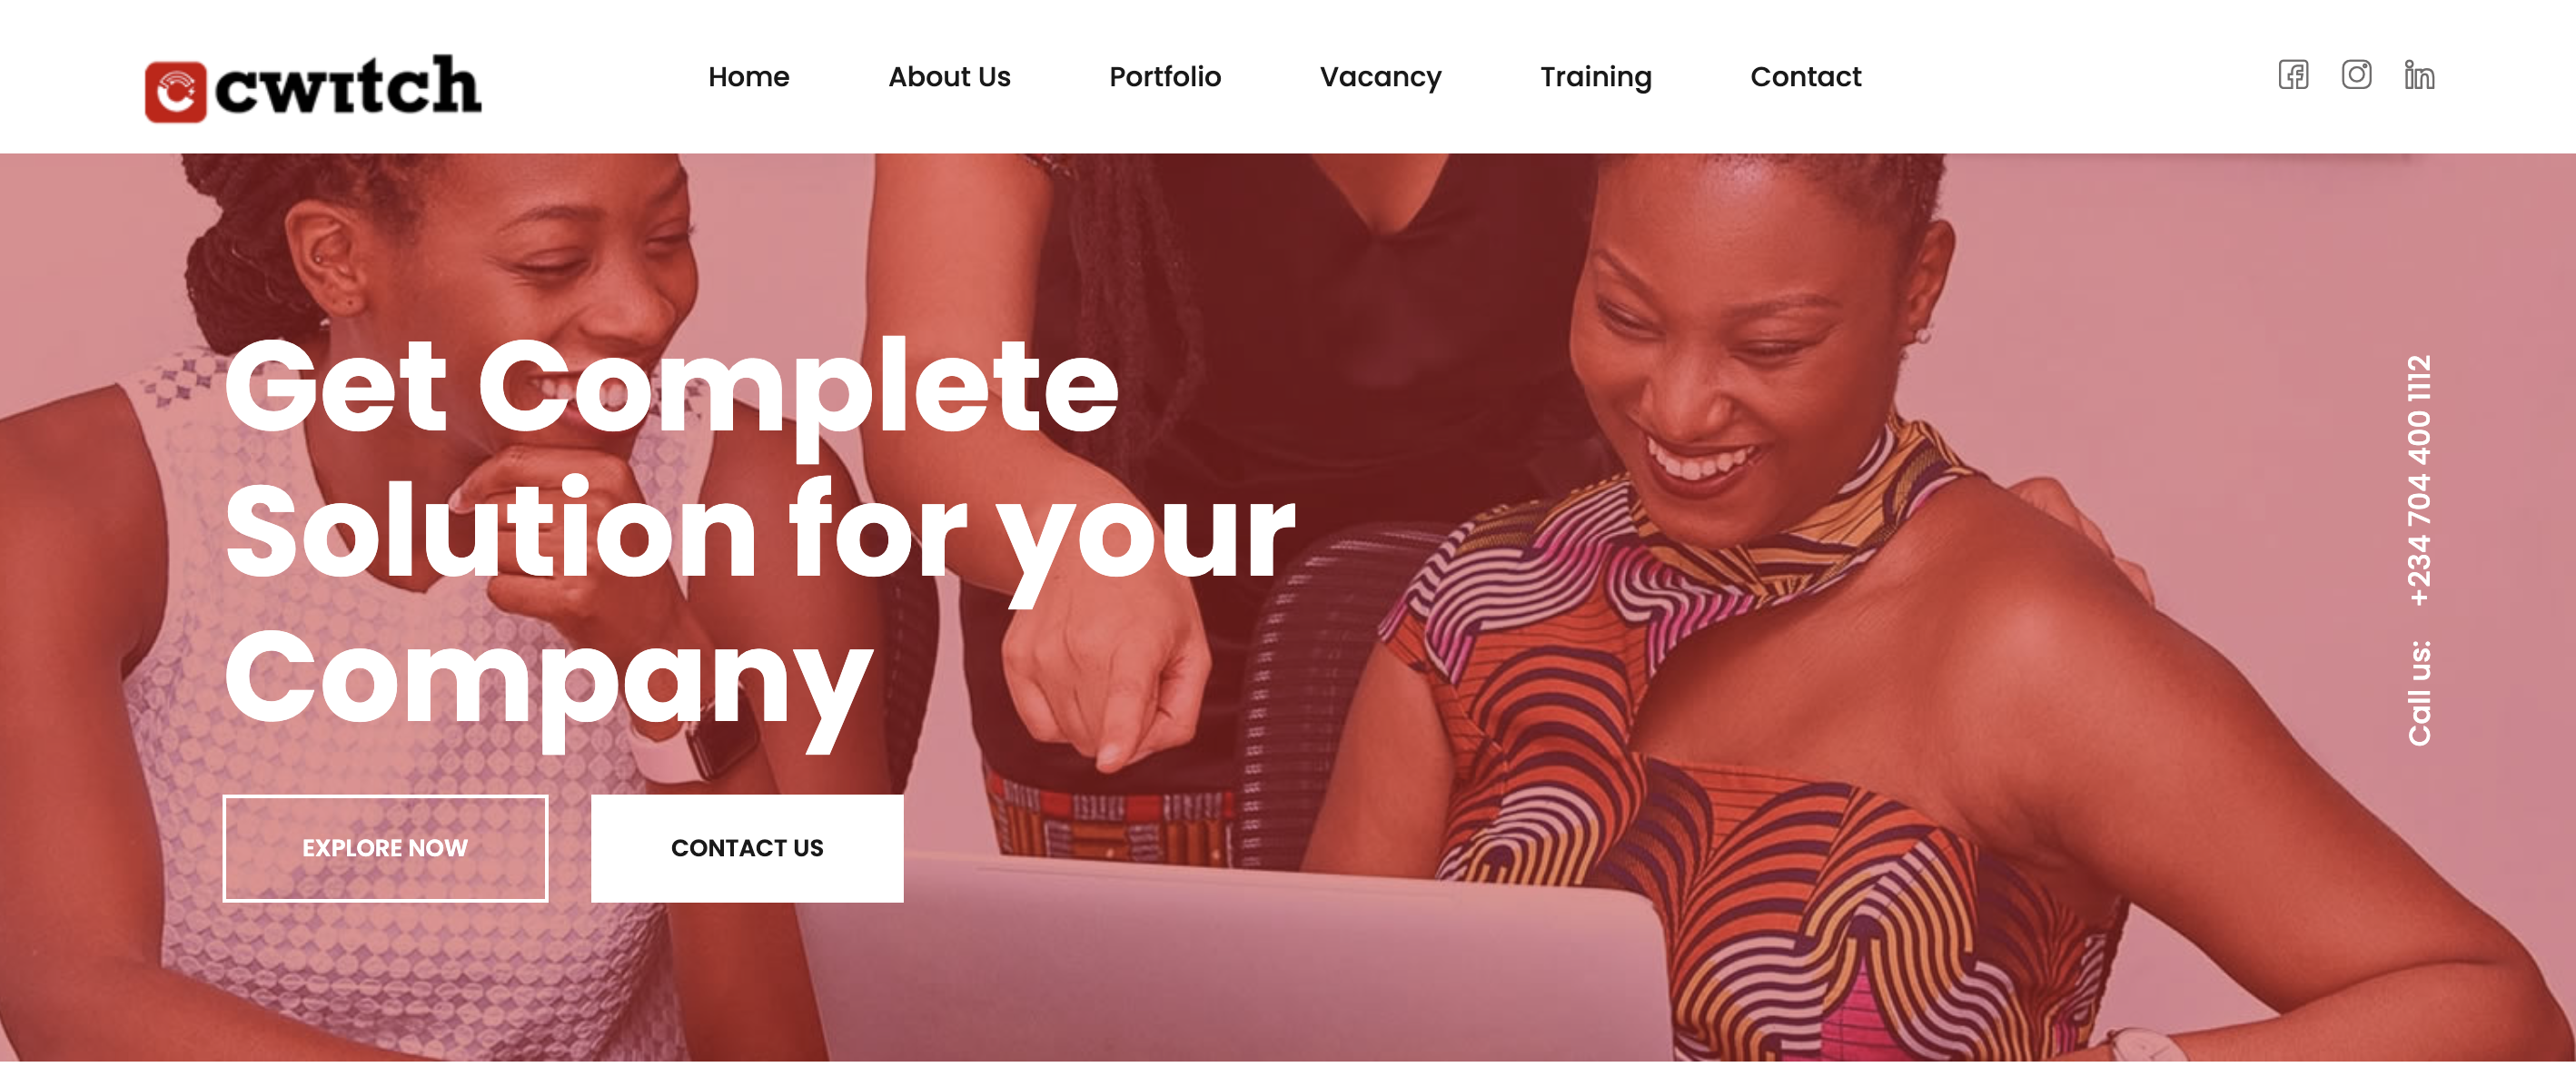 cwitch
Home
About Us
Portfolio
Vacancy
Training
Contact
Get Complete
Solution for your
Company
EXPLORE NOW
CONTACT US
Call us: +234 704 400 1112